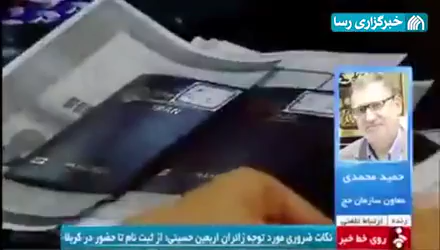 خبرگزاری رسا
IRAN
حمید محمدی
معاون سازمان حج
زنده ارتباط تلفنی
روی خط خبر
نکات ضروری مورد توجه زائران اربعین حسینی؛ از ثبت نام تا حضور در کربلا